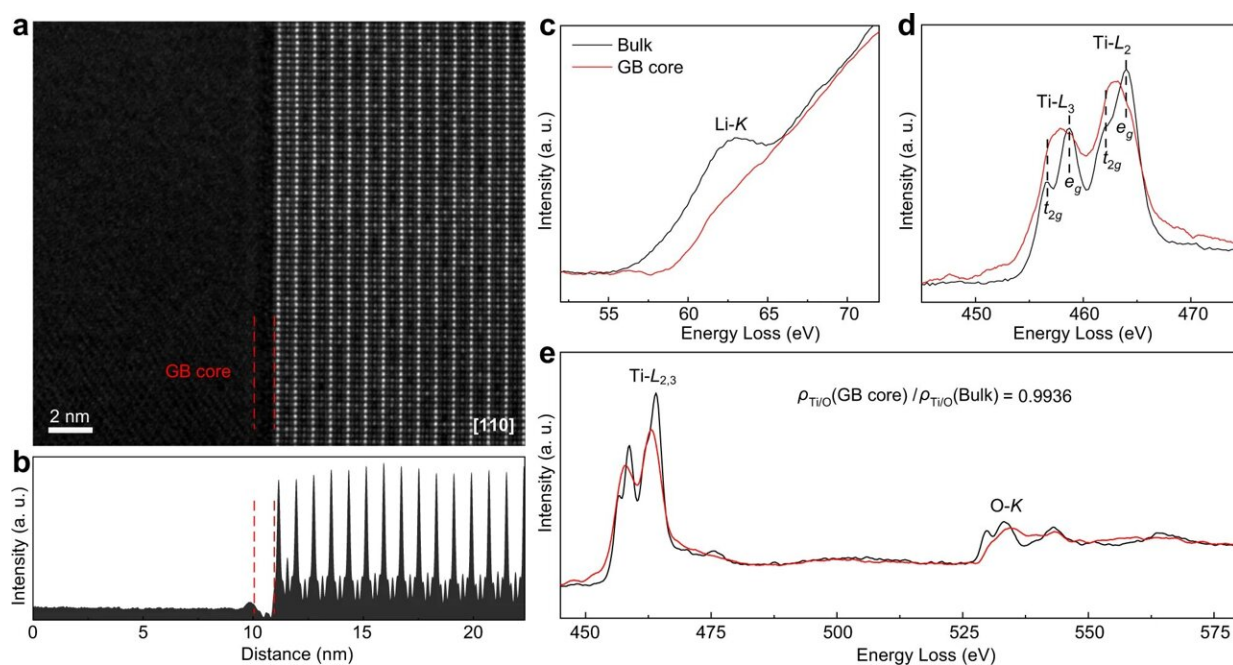 a
GB core
2 nm
[110]
b
Intensity (a. u.)
0 5 10 15 20
Distance (nm)
c
Bulk
GB core
Li-K
Intensity (a. u.)
55 60 65 70
Energy Loss (eV)
d
Ti-L2
Ti-L3
eg
t2g
eg
t2g
Intensity (a. u.)
450 460 470
Energy Loss (eV)
e
Ti-L2,3
ρTi/O(GB core) / ρTi/O(Bulk) = 0.9936
O-K
Intensity (a. u.)
450 475 500 525 550 575
Energy Loss (eV)